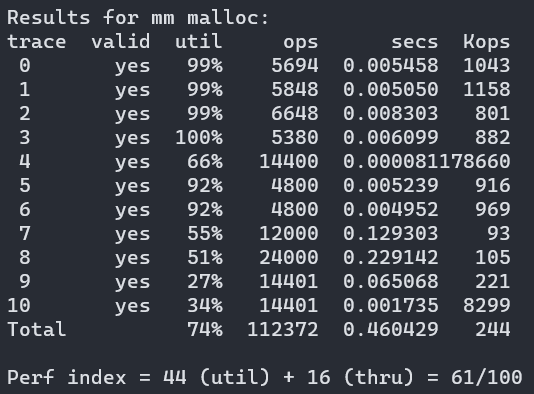 Results for mm malloc:
trace  valid  util     ops      secs  Kops
 0       yes   99%    5694  0.005458  1043
 1       yes   99%    5848  0.005050  1158
 2       yes   99%    6648  0.008303   801
 3       yes  100%    5380  0.006099   882
 4       yes   66%   14400  0.000081178660
 5       yes   92%    4800  0.005239   916
 6       yes   92%    4800  0.004952   969
 7       yes   55%   12000  0.129303    93
 8       yes   51%   24000  0.229142   105
 9       yes   27%   14401  0.065068   221
10       yes   34%   14401  0.001735  8299
Total          74%  112372  0.460429   244

Perf index = 44 (util) + 16 (thru) = 61/100